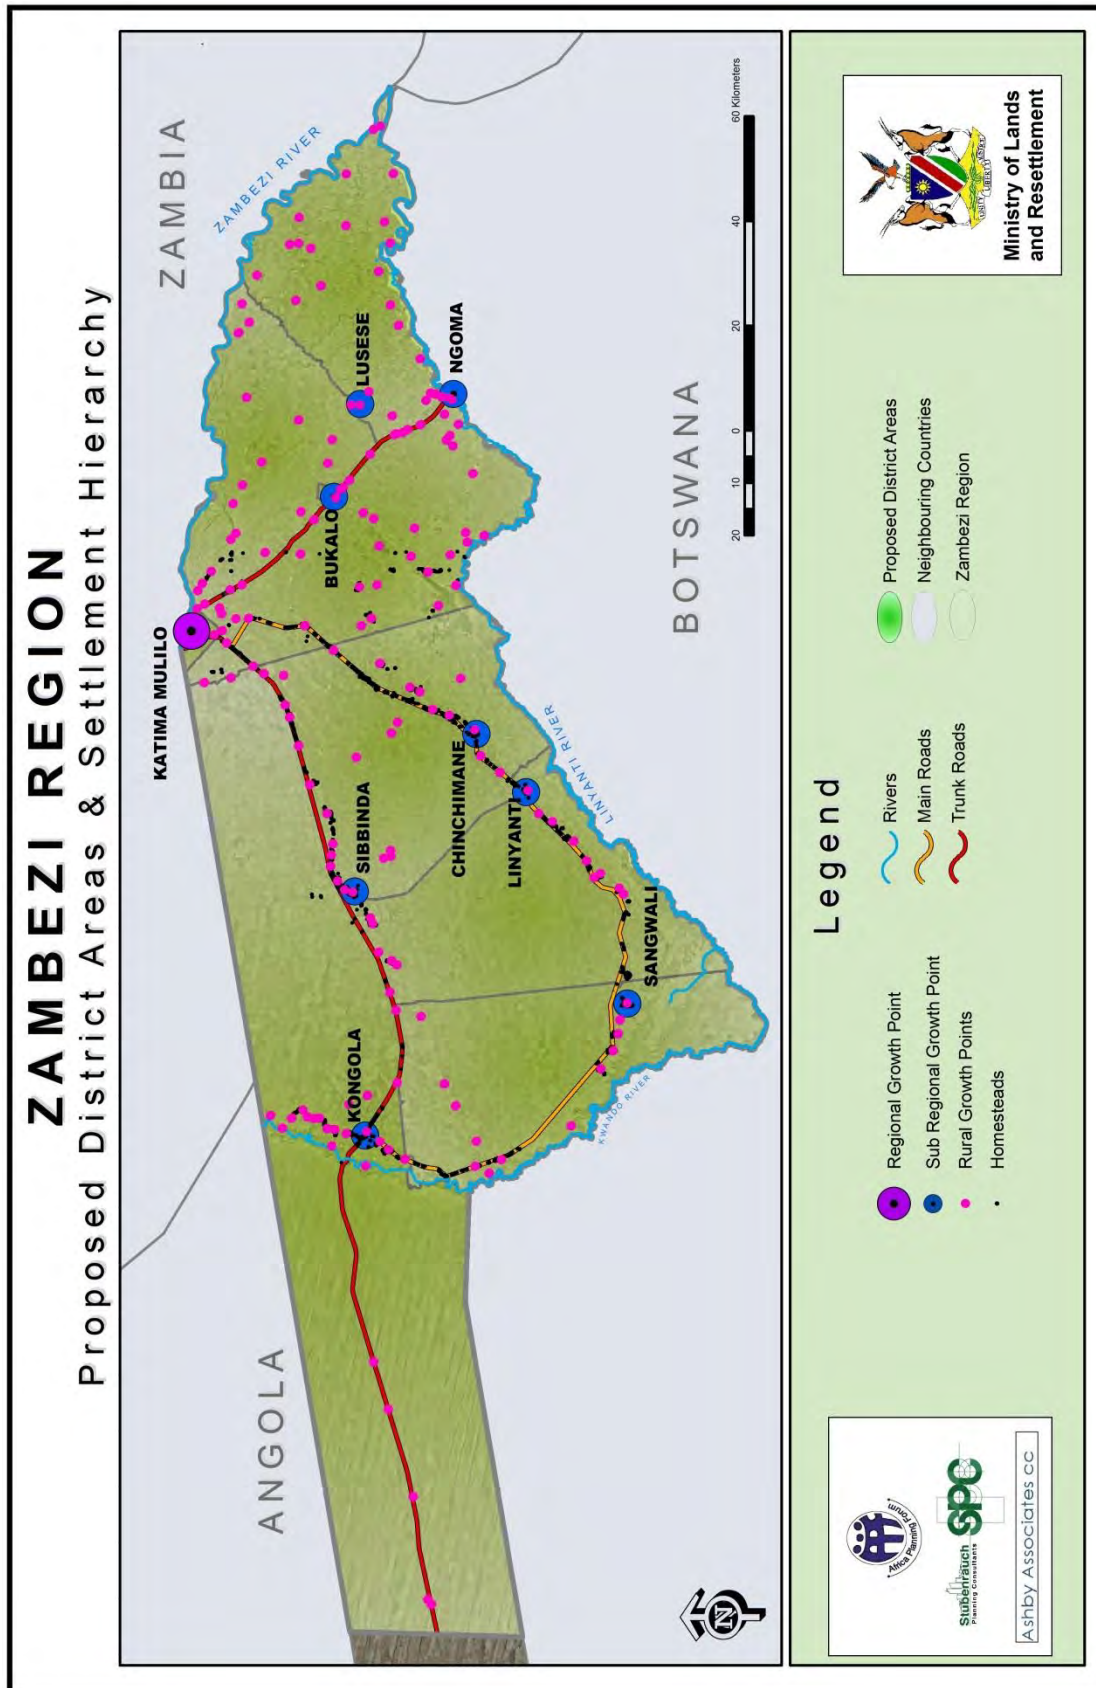 ZAMBEZI REGION
Proposed District Areas & Settlement Hierarchy
ZAMBIA
ZAMBEZI RIVER
ANGOLA
KATIMA MULILO
KONGOLA
SIBBINDA
BUKALO
LUSESE
NGOMA
CHINCHIMANE
LINYANTI
SANGWALI
LINYANTI RIVER
KWANDO RIVER
BOTSWANA
N
20 10 0 20 40 60 Kilometers
Legend
Regional Growth Point
Sub Regional Growth Point
Rural Growth Points
Homesteads
Rivers
Main Roads
Trunk Roads
Proposed District Areas
Neighbouring Countries
Zambezi Region
Africa Planning Forum
Stubenrauch
Planning Consultants
spc
Ashby Associates cc
UNITY LIBERTY JUSTICE
Ministry of Lands
and Resettlement